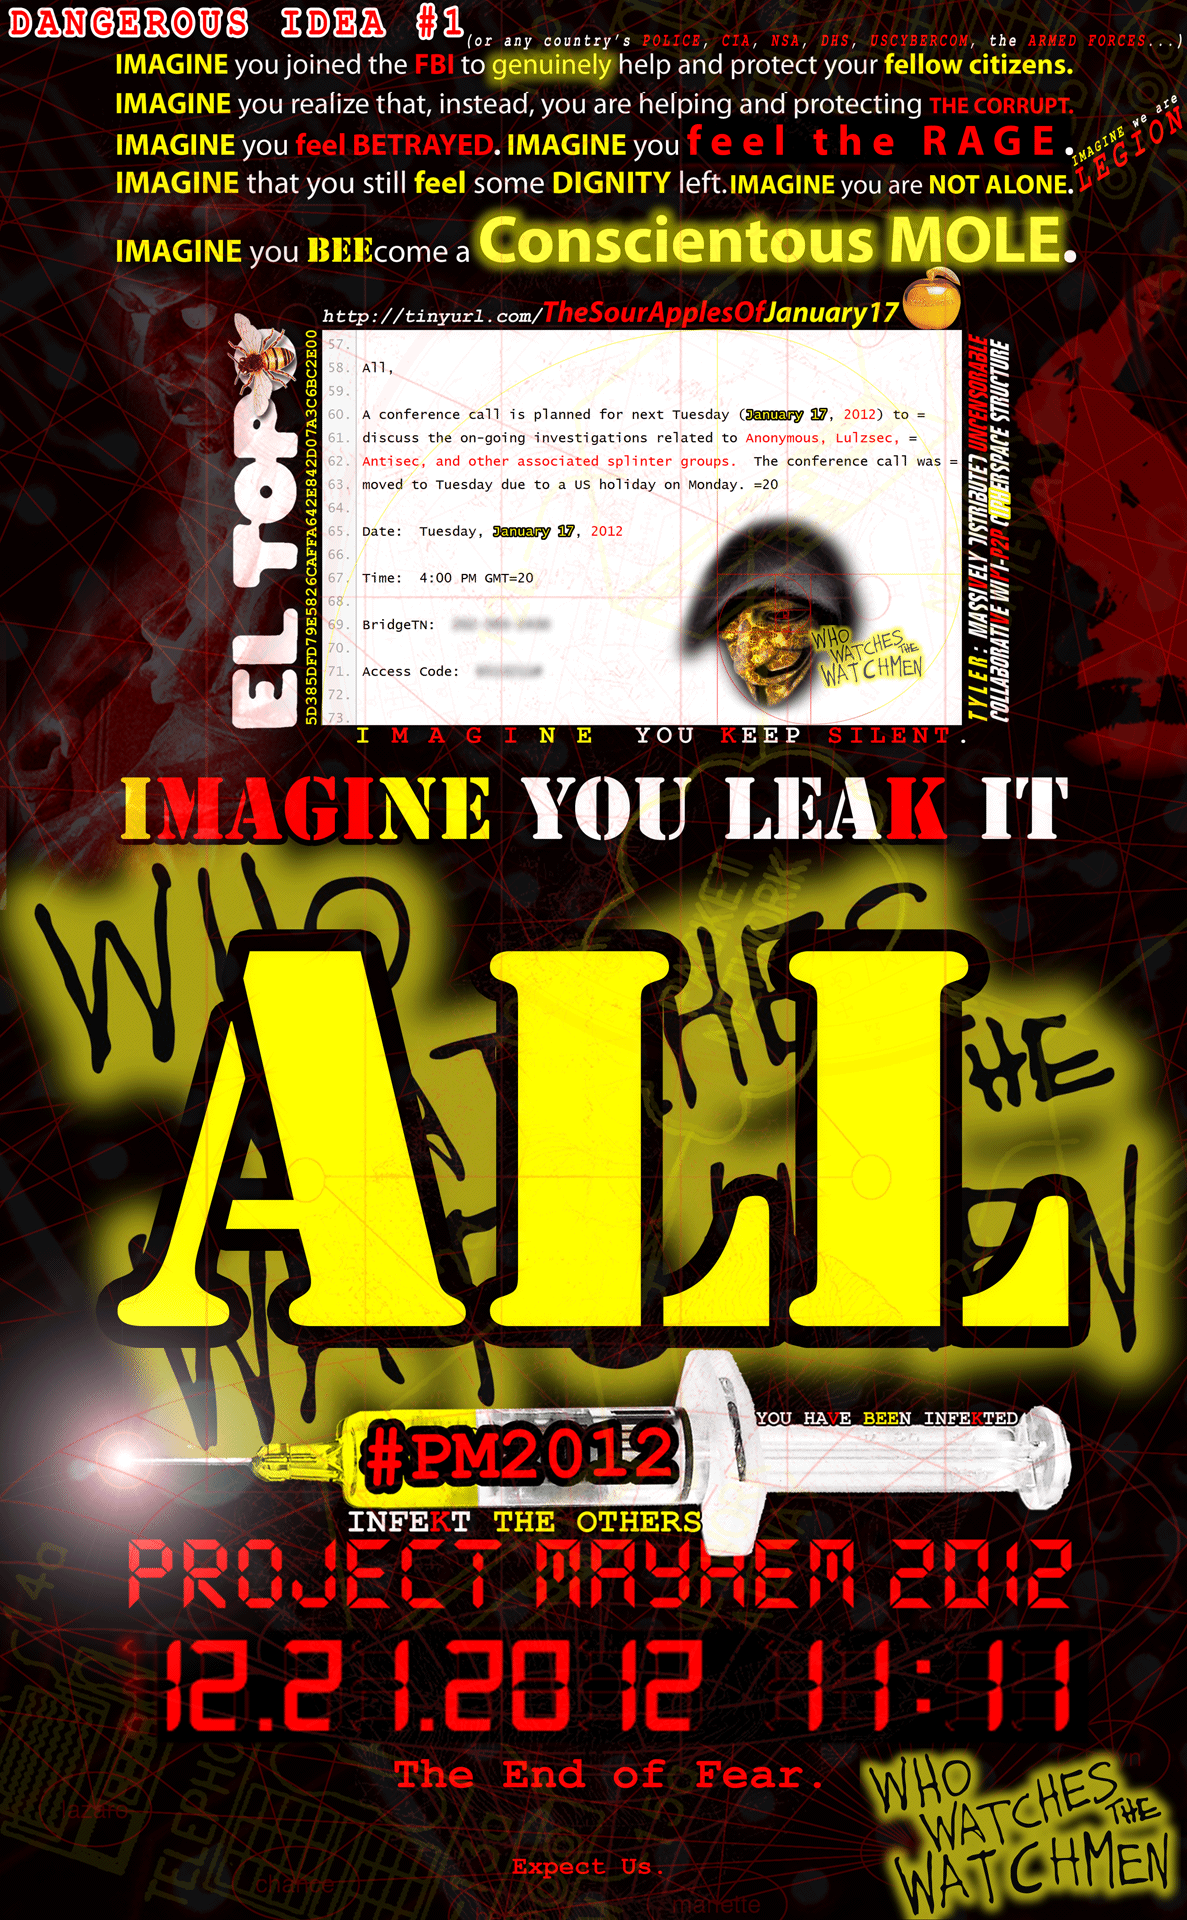 DANGEROUS IDEA #1
(or any country's POLICE, CIA, NSA, DHS, USCYBERCOM, the ARMED FORCES...)
IMAGINE you joined the FBI to genuinely help and protect your fellow citizens.
IMAGINE you realize that, instead, you are helping and protecting THE CORRUPT.
IMAGINE you feel BETRAYED. IMAGINE you feel the RAGE.
IMAGINE we are
LEGION
IMAGINE that you still feel some DIGNITY left. IMAGINE you are NOT ALONE.
IMAGINE you BEEcome a Conscientous MOLE.
http://tinyurl.com/TheSourApplesOfJanuary17
EL TOP
5D385DFD79E5826CAFFA642E842D07A3C6BC2E00
57.
58. All,
59.
60. A conference call is planned for next Tuesday (January 17, 2012) to =
61. discuss the on-going investigations related to Anonymous, Lulzsec, =
62. Antisec, and other associated splinter groups.  The conference call was =
63. moved to Tuesday due to a US holiday on Monday. =20
64.
65. Date:  Tuesday, January 17, 2012
66.
67. Time:  4:00 PM GMT=20
68.
69. BridgeTN:
70.
71. Access Code:
72.
73.
WHO
WATCHES THE
WATCHMEN
TYLER: MASSIVELY DISTRIBUTED UNCENSORABLE
COLLABORATIVE WIPI-P2P CIPHERSPACE STRUCTURE
IMAGINE YOU KEEP SILENT.
IMAGINE YOU LEAK IT
WHO
WATCHES THE
WATCHMEN
ALL
#PM2012
YOU HAVE BEEN INFEKTED
INFEKT THE OTHERS
PROJECT MAYHEM 2012
12.21.2012 11:11
The End of Fear.
Expect Us.
WHO
WATCHES THE
WATCHMEN